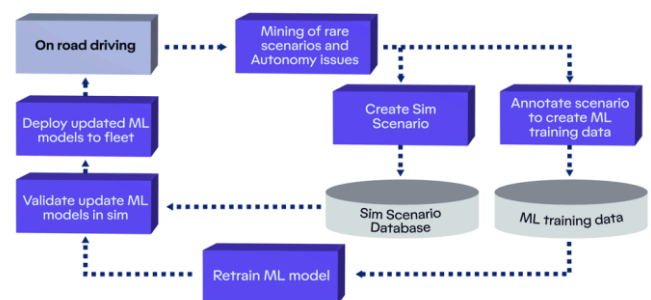 On road driving
Mining of rare
scenarios and
Autonomy issues
Create Sim
Scenario
Annotate scenario
to create ML
training data
Deploy updated ML
models to fleet
Validate update ML
models in sim
Sim Scenario
Database
ML training data
Retrain ML model